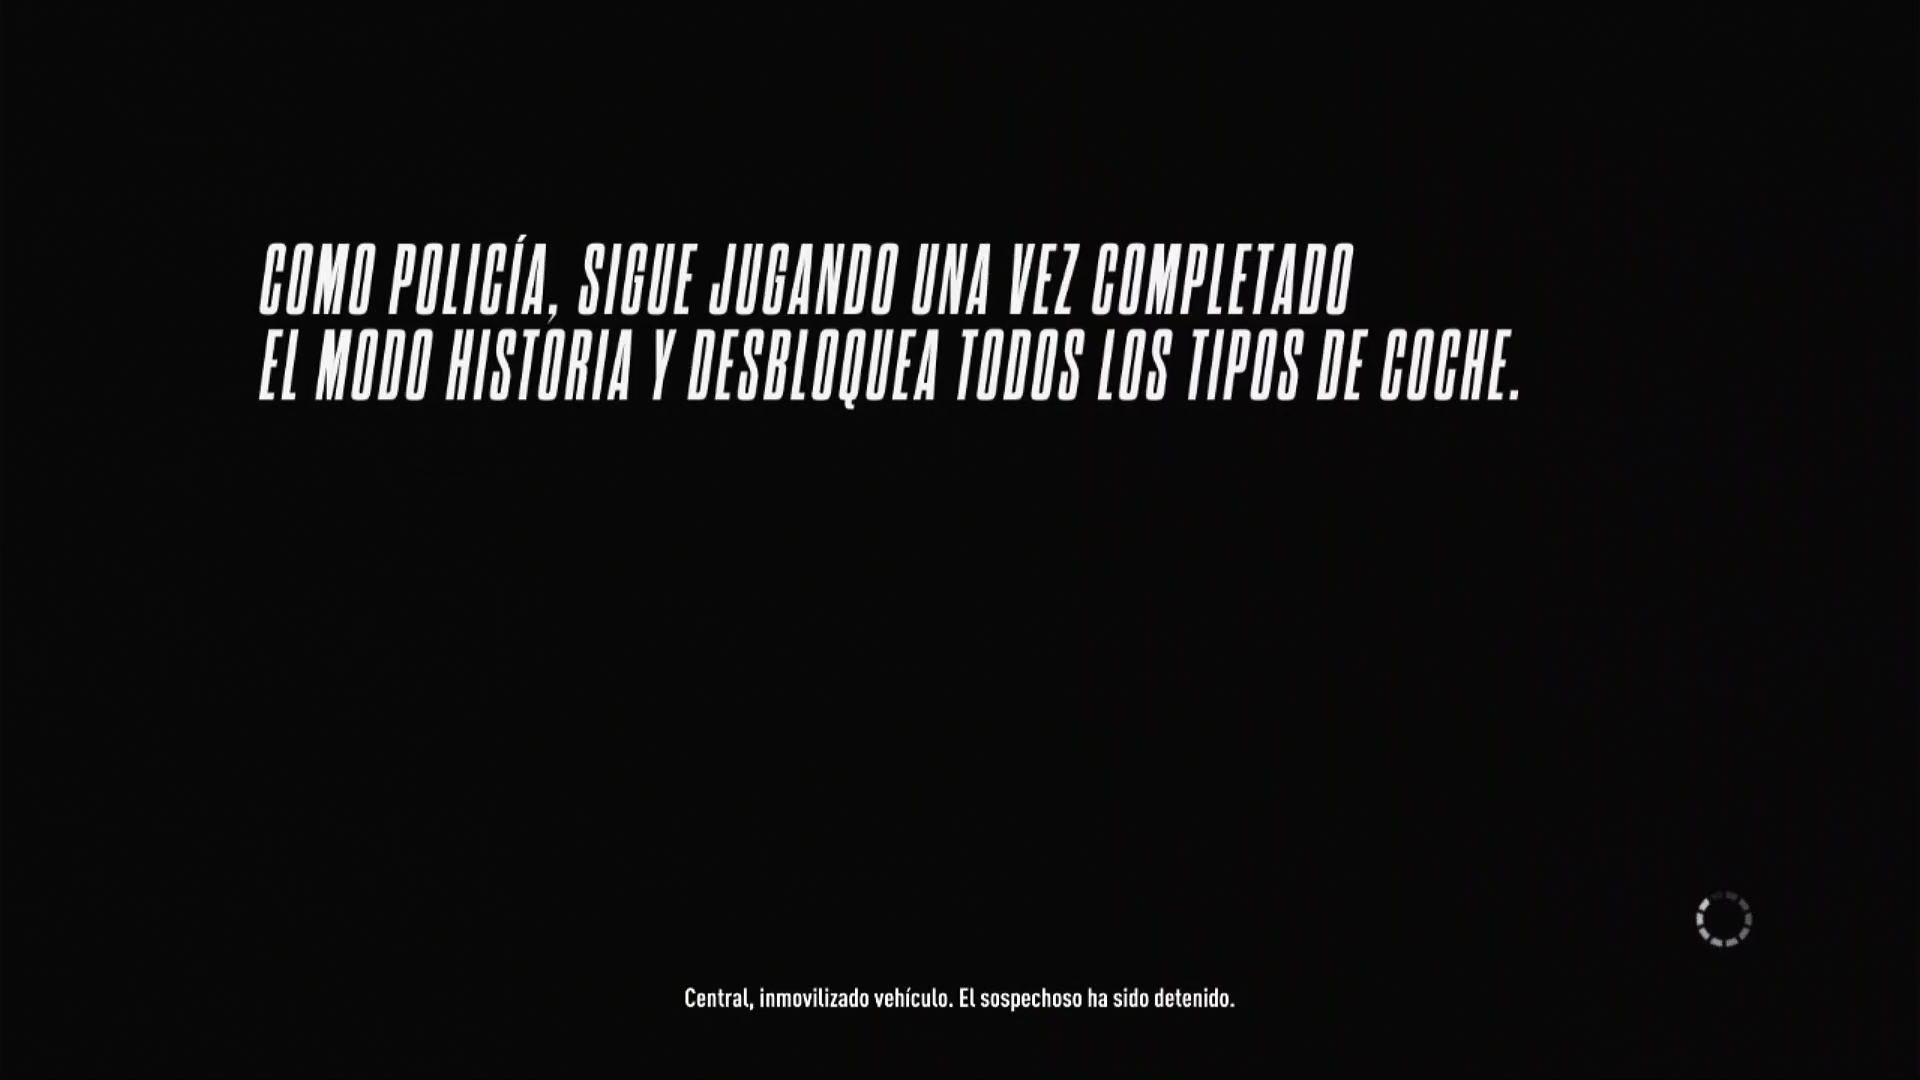 COMO POLICÍA, SIGUE JUGANDO UNA VEZ COMPLETADO
EL MODO HISTORIA Y DESBLOQUEA TODOS LOS TIPOS DE COCHE.
Central, inmovilizado vehículo. El sospechoso ha sido detenido.